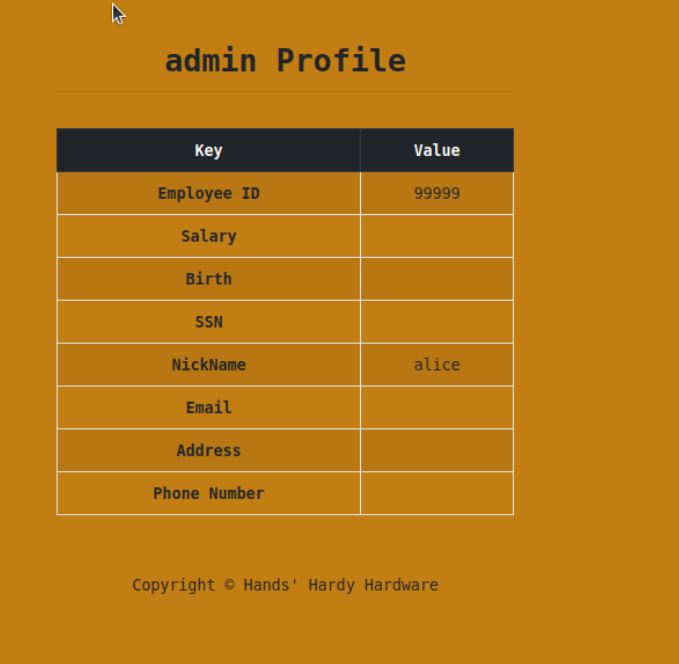 admin Profile
Key Value
Employee ID 99999
Salary
Birth
SSN
NickName alice
Email
Address
Phone Number
Copyright © Hands' Hardy Hardware